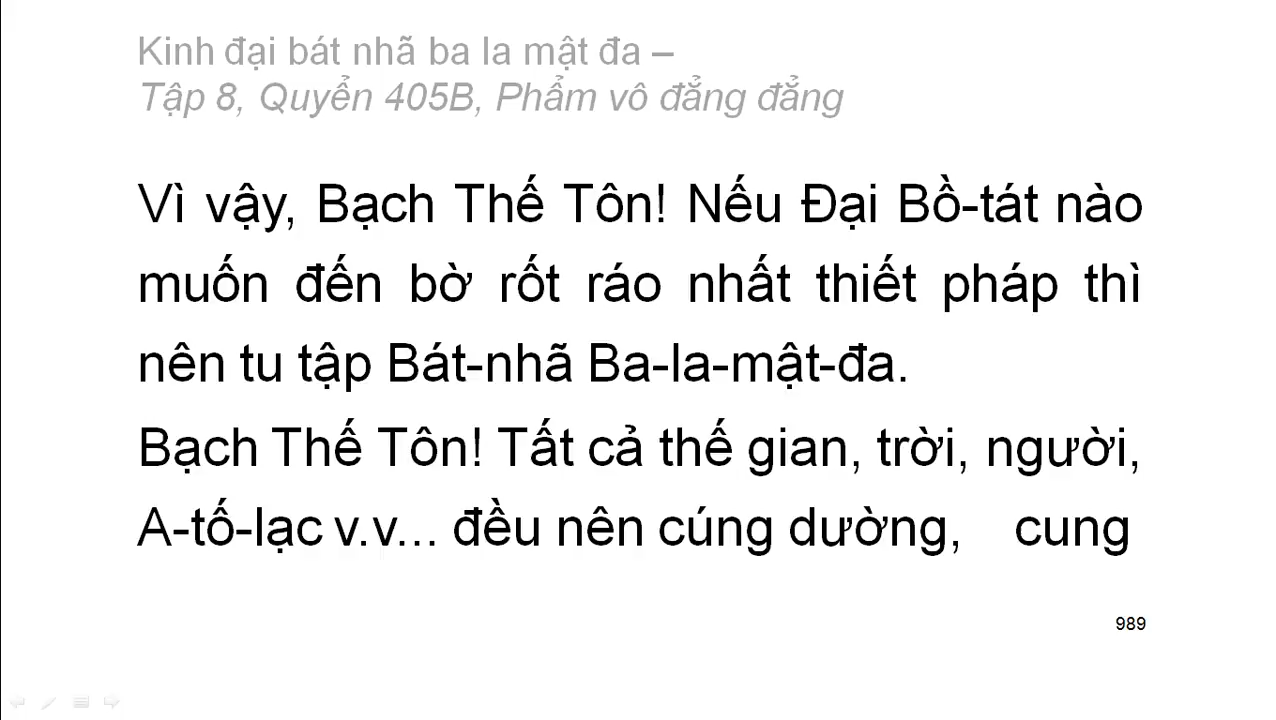 Kinh đại bát nhã ba la mật đa –
Tập 8, Quyển 405B, Phẩm vô đẳng đẳng
Vì vậy, Bạch Thế Tôn! Nếu Đại Bồ-tát nào
muốn đến bờ rốt ráo nhất thiết pháp thì
nên tu tập Bát-nhã Ba-la-mật-đa.
Bạch Thế Tôn! Tất cả thế gian, trời, người,
A-tố-lạc v.v... đều nên cúng dường, cung
989